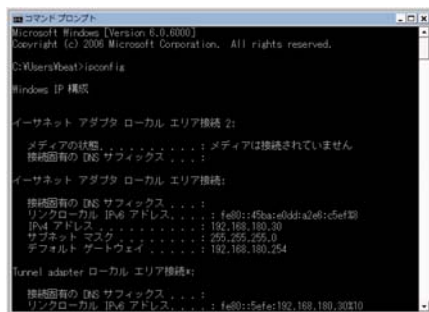 コマンド プロンプト
Microsoft Windows [Version 6.0.6000]
Copyright (c) 2006 Microsoft Corporation. All rights reserved.
C:¥Users¥beat>ipconfig
Windows IP 構成
イーサネット アダプタ ローカル エリア接続 2:
メディアの状態. . . . . . . . . . . : メディアは接続されていません
接続固有の DNS サフィックス . . . :
イーサネット アダプタ ローカル エリア接続:
接続固有の DNS サフィックス . . . :
リンクローカル IPv6 アドレス. . . . : fe80::45ba:e0dd:a2e6:c5ef%8
IPv4 アドレス . . . . . . . . . . : 192.168.180.30
サブネット マスク . . . . . . . . : 255.255.255.0
デフォルト ゲートウェイ . . . . . : 192.168.180.254
Tunnel adapter ローカル エリア接続*:
接続固有の DNS サフィックス . . . :
リンクローカル IPv6 アドレス. . . . : fe80::5efe:192.168.180.30%10